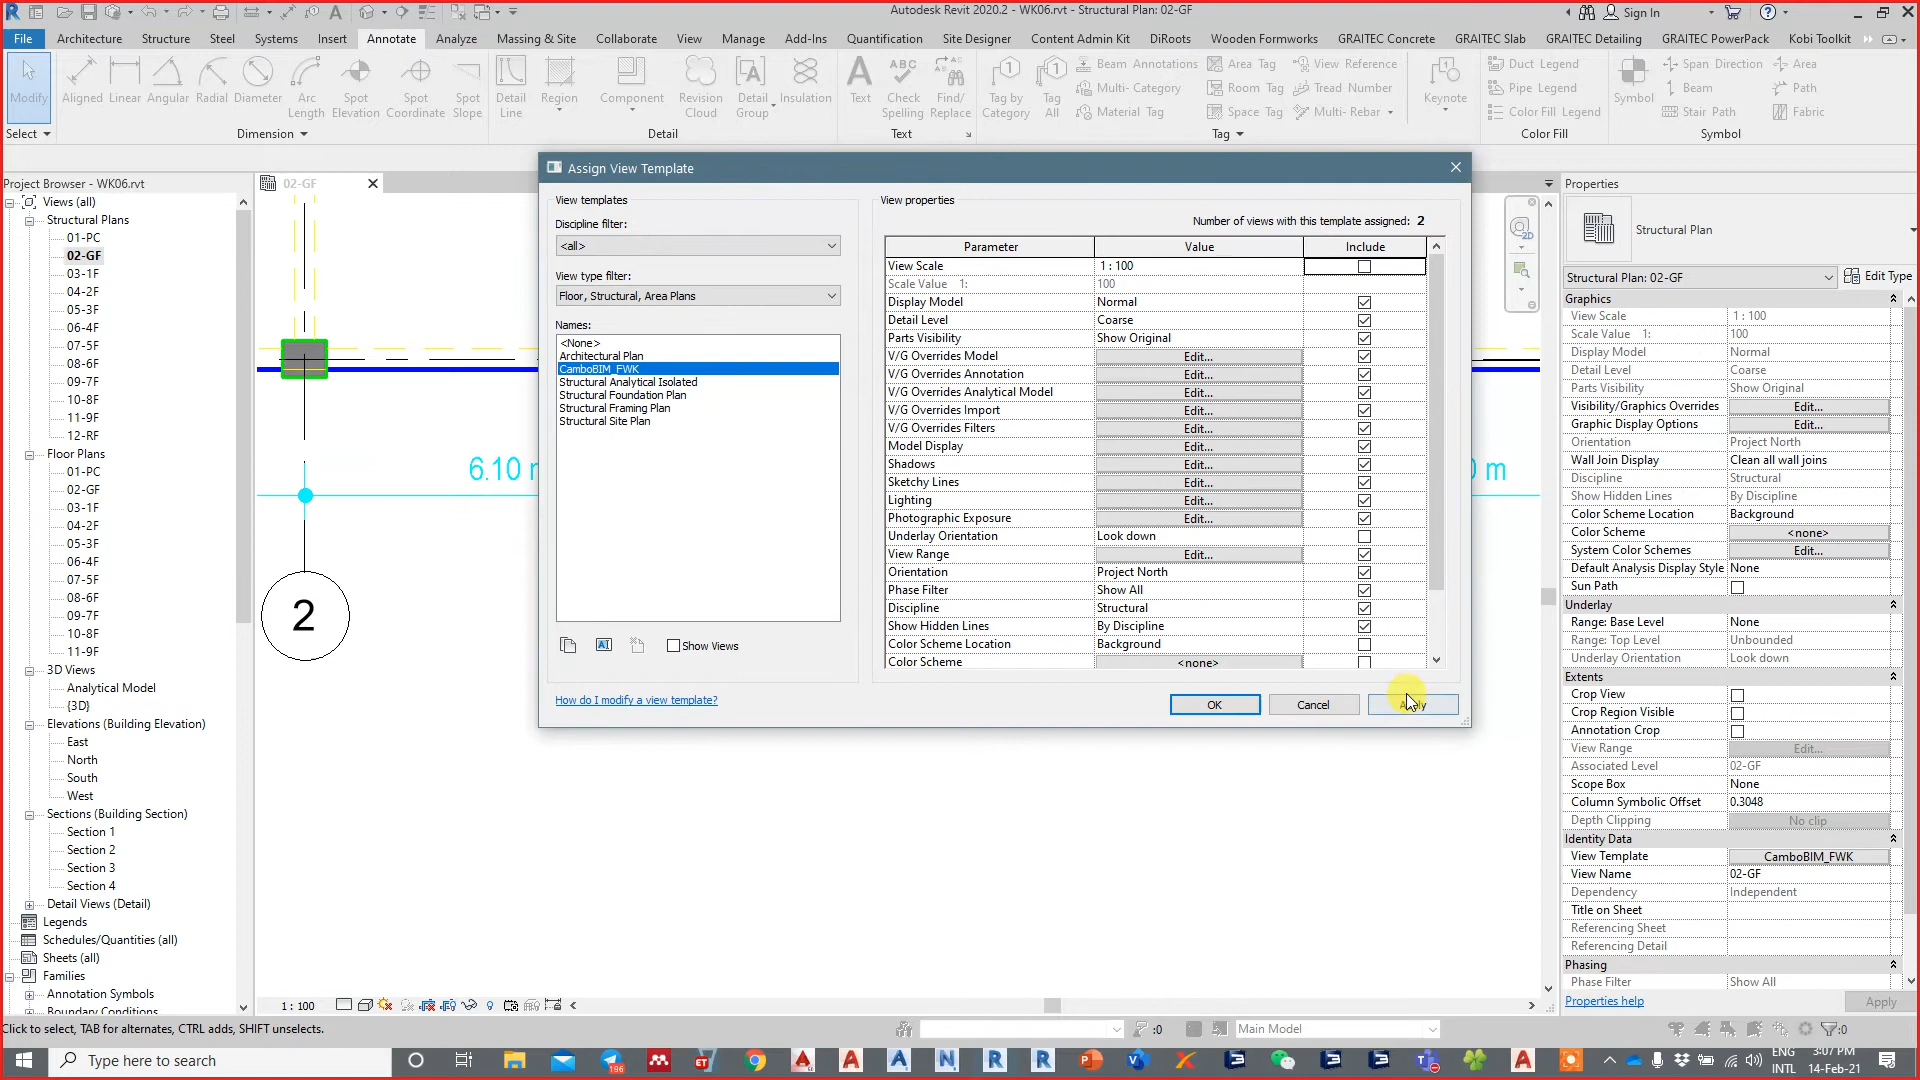 Autodesk Revit 2020.2 - WK06.rvt - Structural Plan: 02-GF
Sign In
File Architecture Structure Steel Systems Insert Annotate Analyze Massing & Site Collaborate View Manage Add-Ins Quantification Site Designer Content Admin Kit DiRoots Wooden Formworks GRAITEC Concrete GRAITEC Slab GRAITEC Detailing GRAITEC PowerPack Kobi Toolkit
Modify Aligned Linear Angular Radial Diameter Arc Length Spot Elevation Spot Coordinate Spot Slope
Detail Line Region Component Revision Cloud Detail Group Insulation
Text Check Spelling Find/ Replace
Tag by Category Tag All
Beam Annotations Area Tag View Reference
Multi- Category Room Tag Tread Number
Material Tag Space Tag Multi- Rebar
Keynote
Duct Legend
Pipe Legend
Color Fill Legend
Symbol
Span Direction Area
Beam Path
Stair Path Fabric
Select Dimension Detail Text Tag Color Fill Symbol
Project Browser - WK06.rvt
Views (all)
Structural Plans
01-PC
02-GF
03-1F
04-2F
05-3F
06-4F
07-5F
08-6F
09-7F
10-8F
11-9F
12-RF
Floor Plans
01-PC
02-GF
03-1F
04-2F
05-3F
06-4F
07-5F
08-6F
09-7F
10-8F
11-9F
3D Views
Analytical Model
{3D}
Elevations (Building Elevation)
East
North
South
West
Sections (Building Section)
Section 1
Section 2
Section 3
Section 4
Detail Views (Detail)
Legends
Schedules/Quantities (all)
Sheets (all)
Families
Annotation Symbols
Boundary Conditions
02-GF
6.10 m
m
2
Assign View Template
View templates
Discipline filter:
<all>
View type filter:
Floor, Structural, Area Plans
Names:
<None>
Architectural Plan
CamboBIM_FWK
Structural Analytical Isolated
Structural Foundation Plan
Structural Framing Plan
Structural Site Plan
Show Views
How do I modify a view template?
View properties
Number of views with this template assigned: 2
Parameter Value Include
View Scale 1 : 100
Scale Value 1: 100
Display Model Normal
Detail Level Coarse
Parts Visibility Show Original
V/G Overrides Model Edit...
V/G Overrides Annotation Edit...
V/G Overrides Analytical Model Edit...
V/G Overrides Import Edit...
V/G Overrides Filters Edit...
Model Display Edit...
Shadows Edit...
Sketchy Lines Edit...
Lighting Edit...
Photographic Exposure Edit...
Underlay Orientation Look down
View Range Edit...
Orientation Project North
Phase Filter Show All
Discipline Structural
Show Hidden Lines By Discipline
Color Scheme Location Background
Color Scheme <none>
OK Cancel Apply
Properties
Structural Plan
Structural Plan: 02-GF Edit Type
Graphics
View Scale 1 : 100
Scale Value 1: 100
Display Model Normal
Detail Level Coarse
Parts Visibility Show Original
Visibility/Graphics Overrides Edit...
Graphic Display Options Edit...
Orientation Project North
Wall Join Display Clean all wall joins
Discipline Structural
Show Hidden Lines By Discipline
Color Scheme Location Background
Color Scheme <none>
System Color Schemes Edit...
Default Analysis Display Style None
Sun Path
Underlay
Range: Base Level None
Range: Top Level Unbounded
Underlay Orientation Look down
Extents
Crop View
Crop Region Visible
Annotation Crop
View Range Edit...
Associated Level 02-GF
Scope Box None
Column Symbolic Offset 0.3048
Depth Clipping No clip
Identity Data
View Template CamboBIM_FWK
View Name 02-GF
Dependency Independent
Title on Sheet
Referencing Sheet
Referencing Detail
Phasing
Phase Filter Show All
Properties help Apply
1 : 100
Click to select, TAB for alternates, CTRL adds, SHIFT unselects.
:0 Main Model :0
Type here to search
196
ENG
INTL
3:07 PM
14-Feb-21